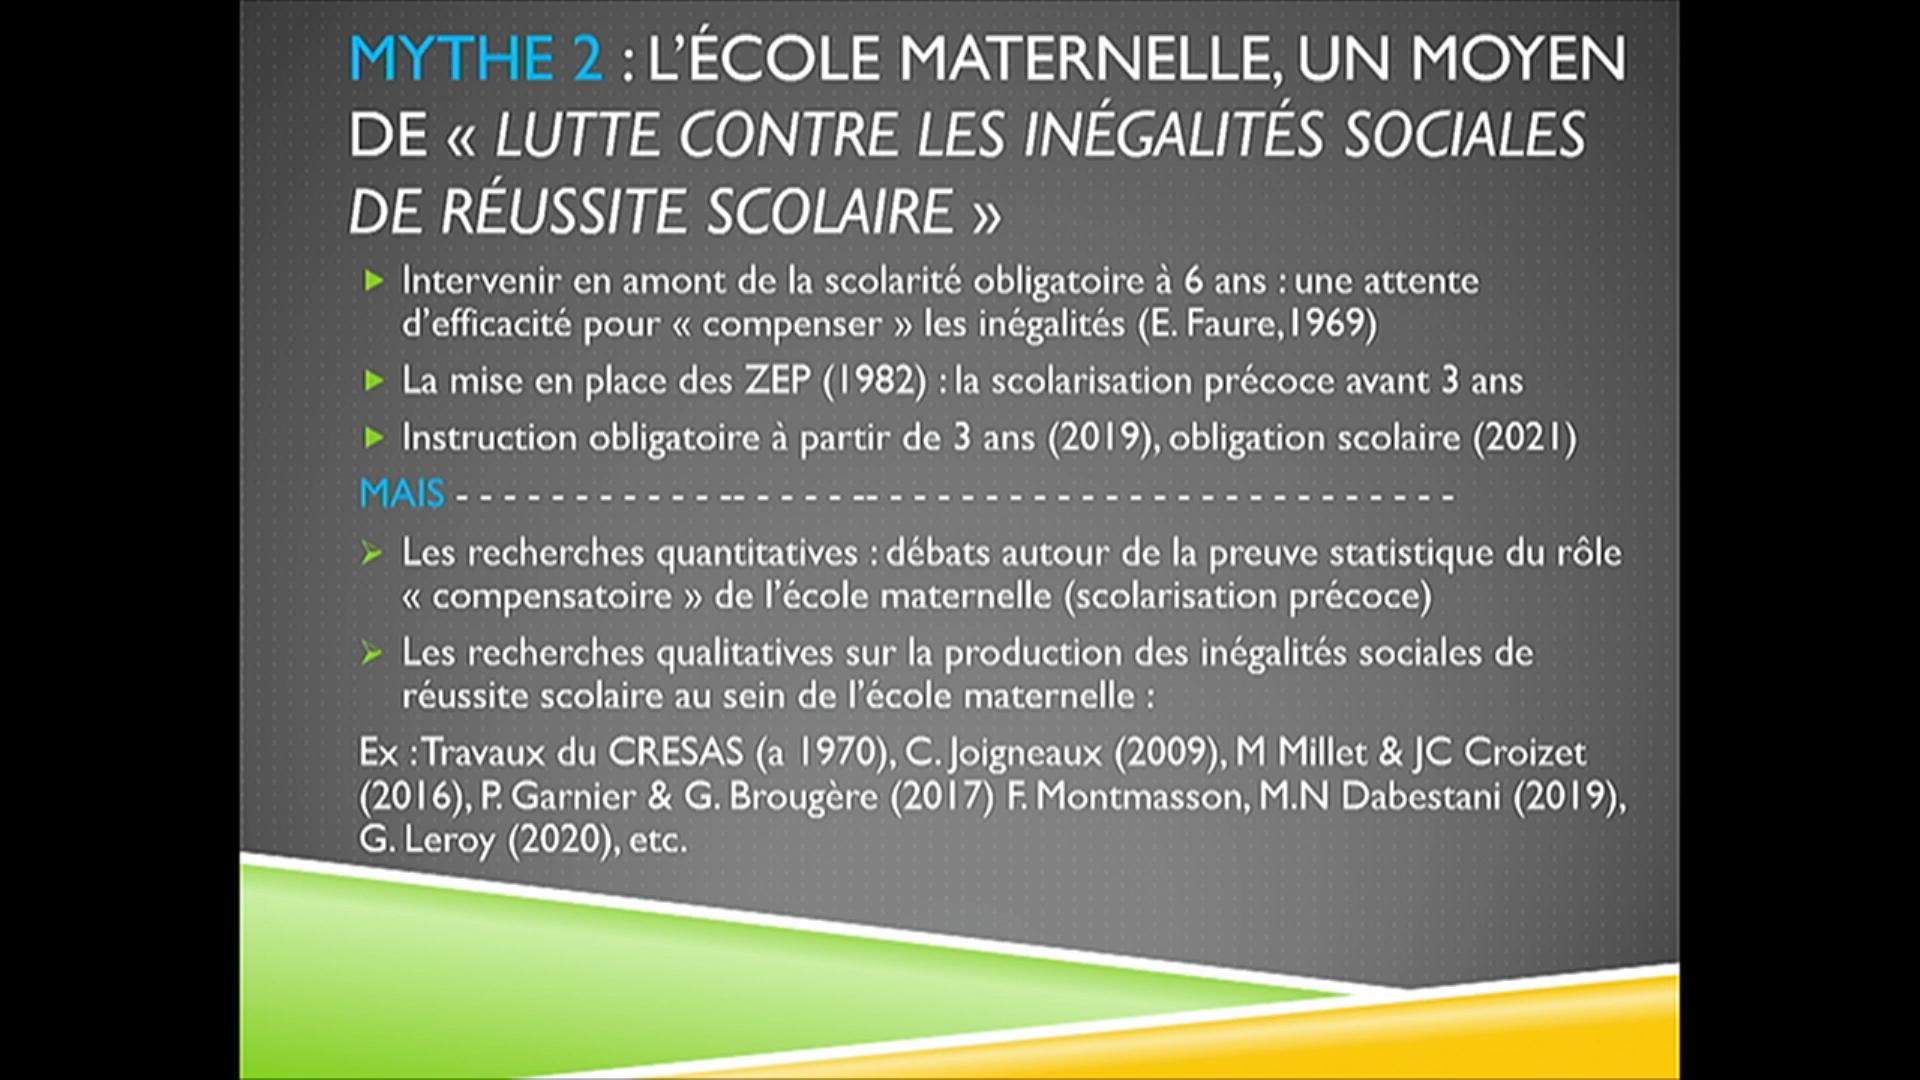 MYTHE 2 : L'ÉCOLE MATERNELLE, UN MOYEN
DE « LUTTE CONTRE LES INÉGALITÉS SOCIALES
DE RÉUSSITE SCOLAIRE »
Intervenir en amont de la scolarité obligatoire à 6 ans : une attente
d'efficacité pour « compenser » les inégalités (E. Faure, 1969)
La mise en place des ZEP (1982) : la scolarisation précoce avant 3 ans
Instruction obligatoire à partir de 3 ans (2019), obligation scolaire (2021)
MAIS - - - - - - - - - - - -- - - - - - -- - - - - - - - - - - - - - - - - - - - - - - - - -
Les recherches quantitatives : débats autour de la preuve statistique du rôle
« compensatoire » de l'école maternelle (scolarisation précoce)
Les recherches qualitatives sur la production des inégalités sociales de
réussite scolaire au sein de l'école maternelle :
Ex : Travaux du CRESAS (a 1970), C. Joigneaux (2009), M Millet & JC Croizet
(2016), P. Garnier & G. Brougère (2017) F. Montmasson, M.N Dabestani (2019),
G. Leroy (2020), etc.